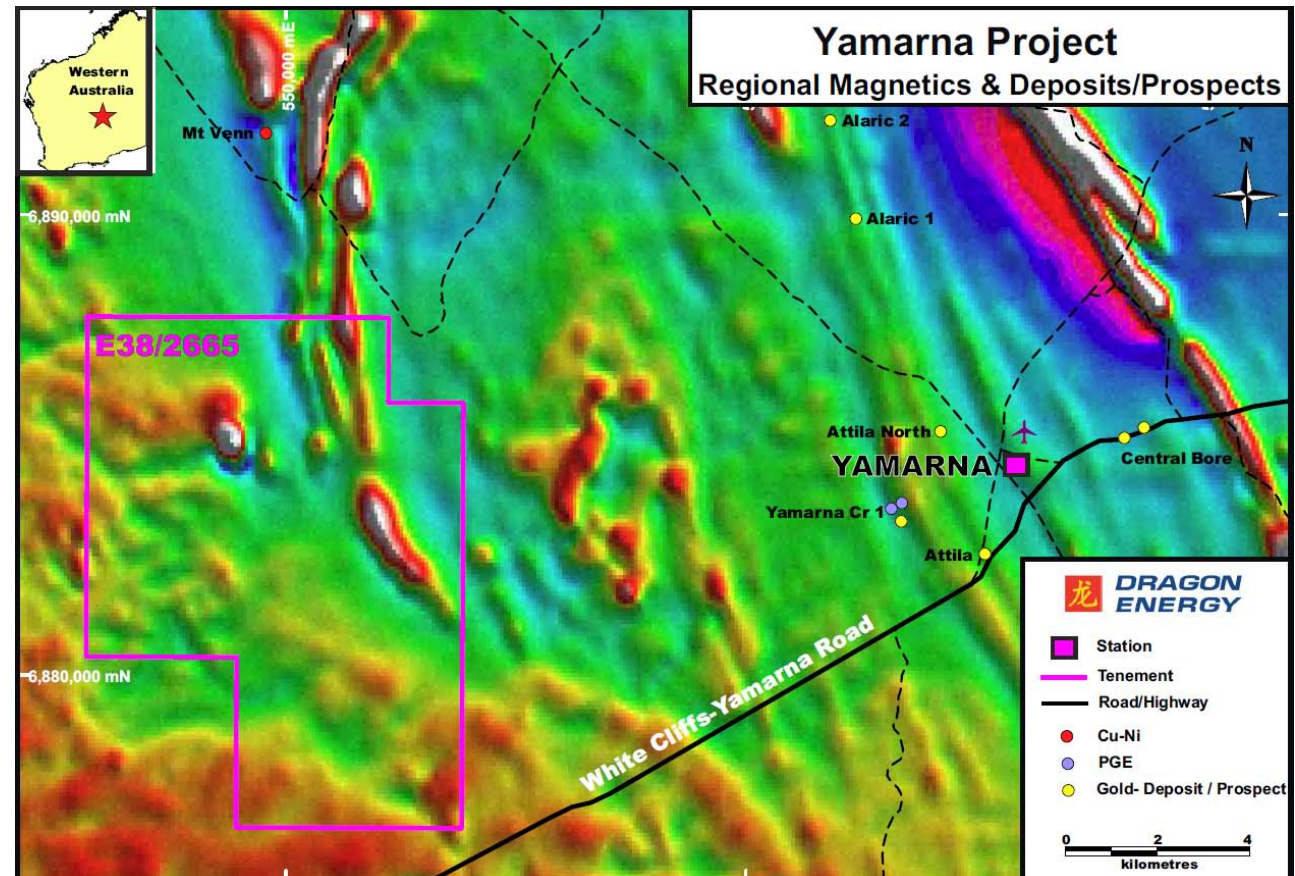 Yamarna Project
Regional Magnetics & Deposits/Prospects
Western
Australia
550,000 mE
Mt Venn
Alaric 2
N
6,890,000 mN
Alaric 1
E38/2665
Attila North
YAMARNA
Central Bore
Yamarna Cr 1
Attila
White Cliffs-Yamarna Road
6,880,000 mN
龙
DRAGON
ENERGY
Station
Tenement
Road/Highway
Cu-Ni
PGE
Gold- Deposit / Prospect
0 2 4
kilometres